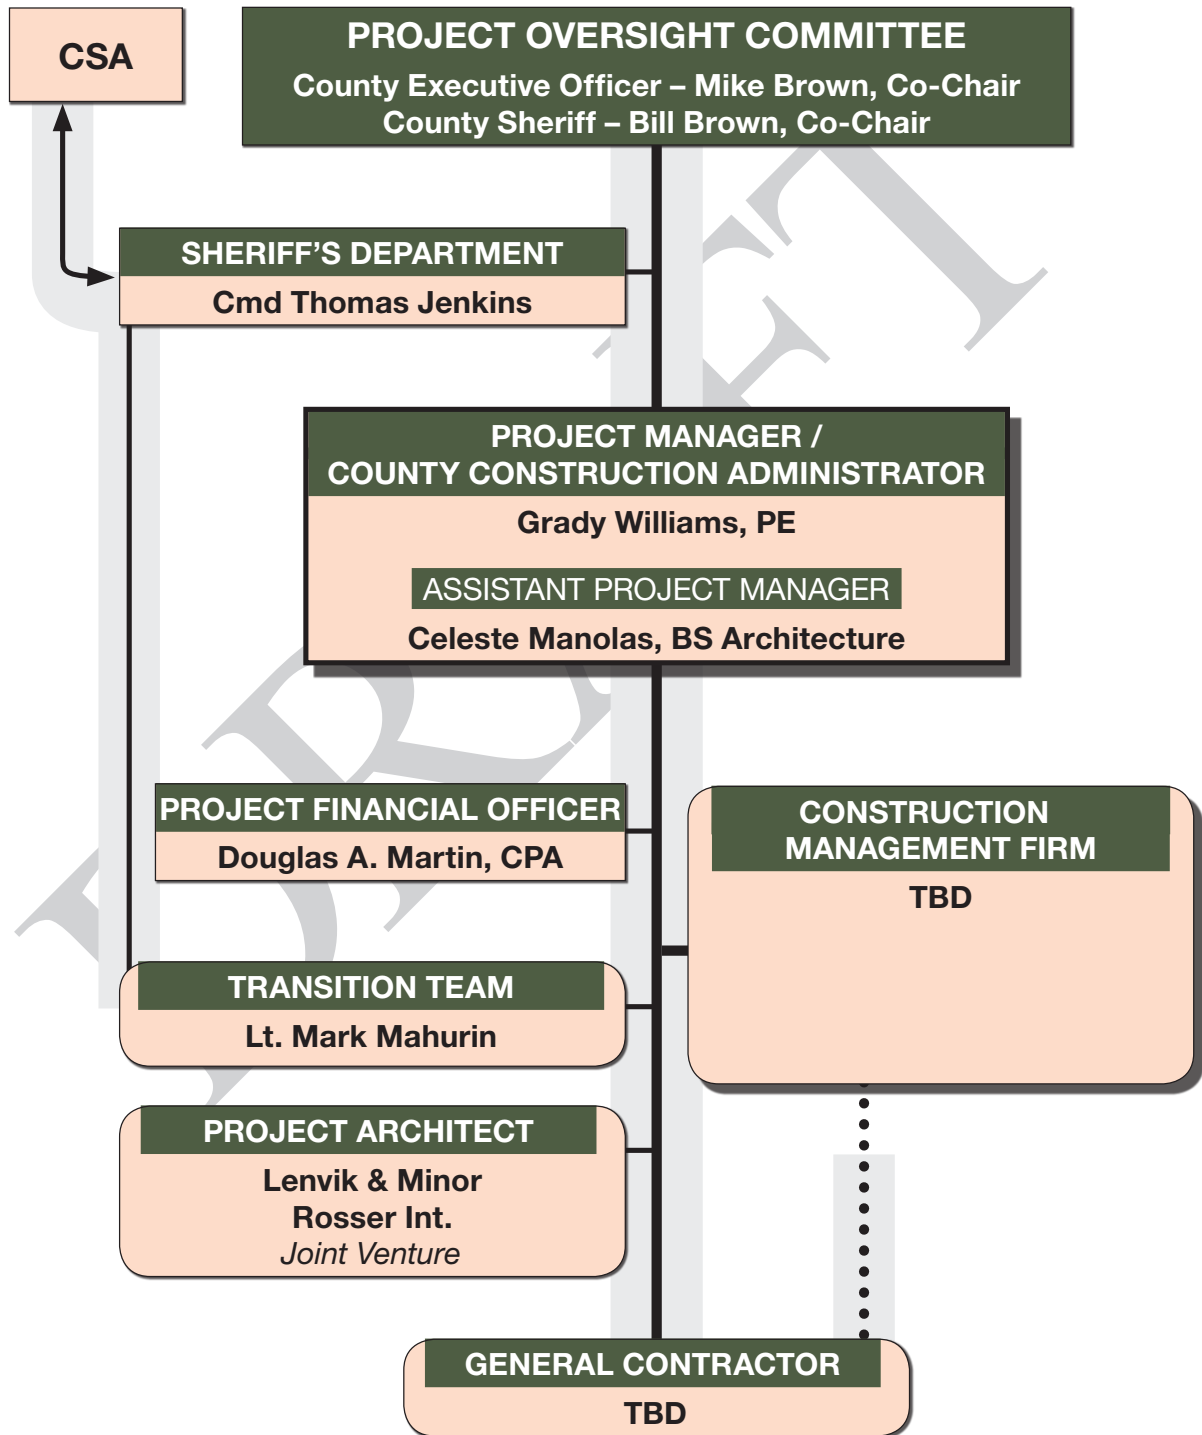 CSA
PROJECT OVERSIGHT COMMITTEE
County Executive Officer – Mike Brown, Co-Chair
County Sheriff – Bill Brown, Co-Chair
SHERIFF'S DEPARTMENT
Cmd Thomas Jenkins
PROJECT MANAGER /
COUNTY CONSTRUCTION ADMINISTRATOR
Grady Williams, PE
ASSISTANT PROJECT MANAGER
Celeste Manolas, BS Architecture
PROJECT FINANCIAL OFFICER
Douglas A. Martin, CPA
CONSTRUCTION
MANAGEMENT FIRM
TBD
TRANSITION TEAM
Lt. Mark Mahurin
PROJECT ARCHITECT
Lenvik & Minor
Rosser Int.
Joint Venture
GENERAL CONTRACTOR
TBD
DRAFT